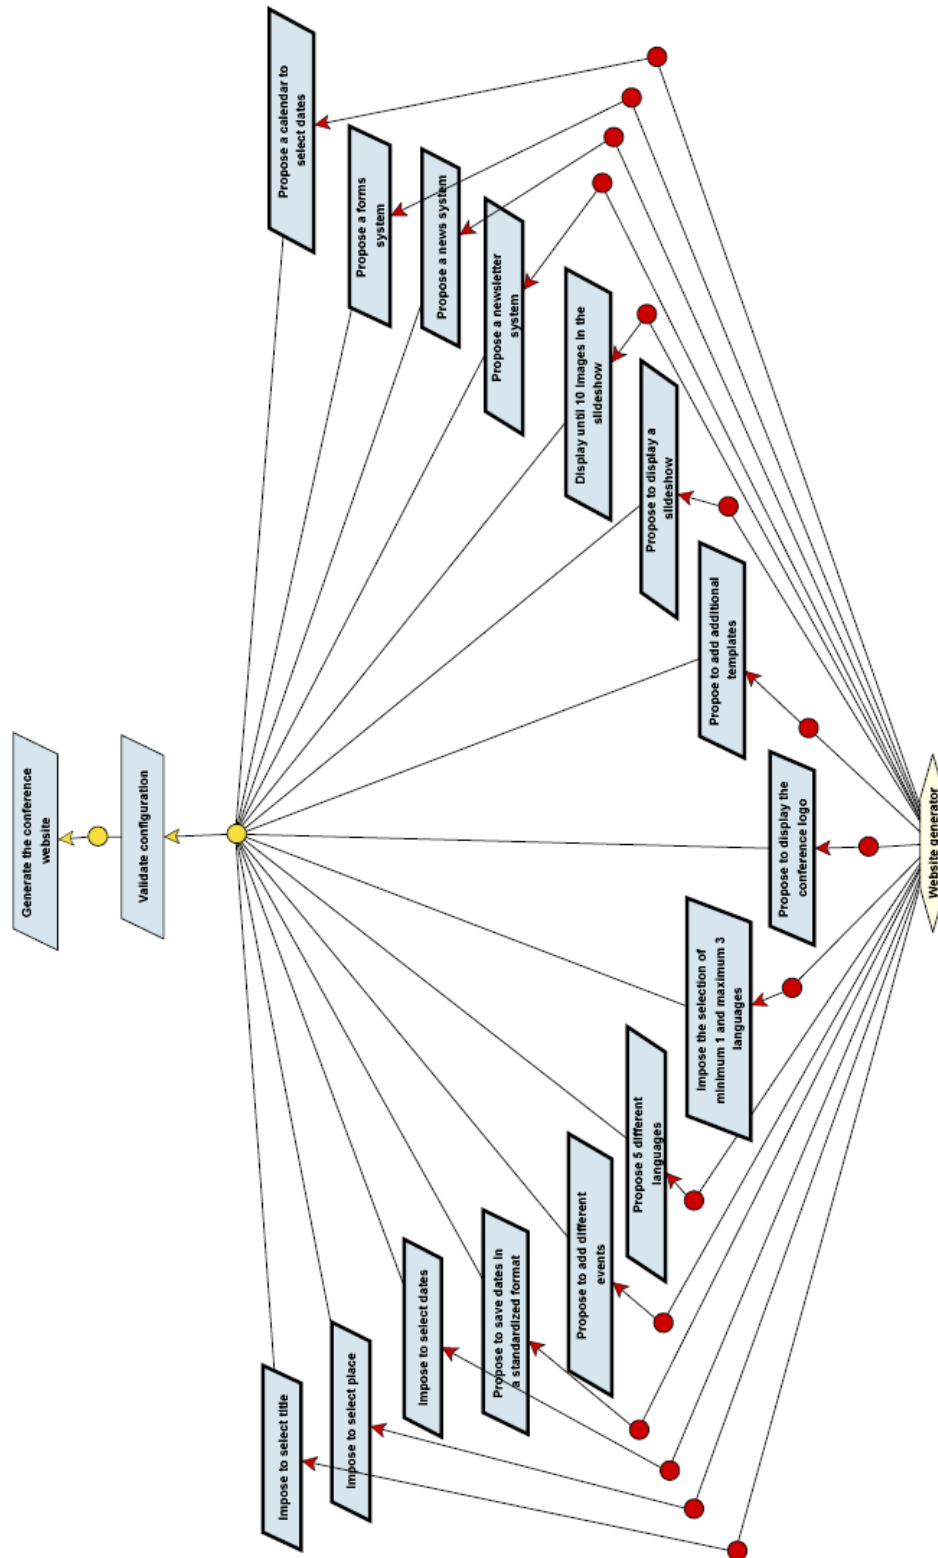 Impose to select title
Impose to select place
Impose to select dates
Propose to save dates in
a standardized format
Propose to add different
events
Propose 5 different
languages
Impose the selection of
minimum 1 and maximum 3
languages
Propose to display the
conference logo
Propoe to add additional
templates
Propose to display a
slideshow
Display until 10 images in the
slideshow
Propose a newsletter
system
Propose a news system
Propose a forms
system
Propose a calendar to
select dates
Generate the conference
website
Validate configuration
Website generator